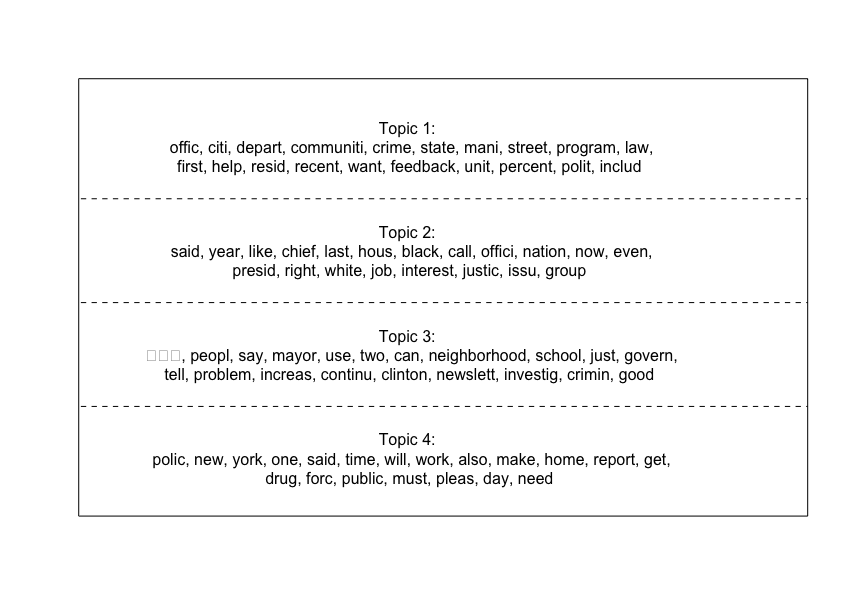 Topic 1:
offic, citi, depart, communiti, crime, state, mani, street, program, law,
first, help, resid, recent, want, feedback, unit, percent, polit, includ
Topic 2:
said, year, like, chief, last, hous, black, call, offici, nation, now, even,
presid, right, white, job, interest, justic, issu, group
Topic 3:
, peopl, say, mayor, use, two, can, neighborhood, school, just, govern,
tell, problem, increas, continu, clinton, newslett, investig, crimin, good
Topic 4:
polic, new, york, one, said, time, will, work, also, make, home, report, get,
drug, forc, public, must, pleas, day, need